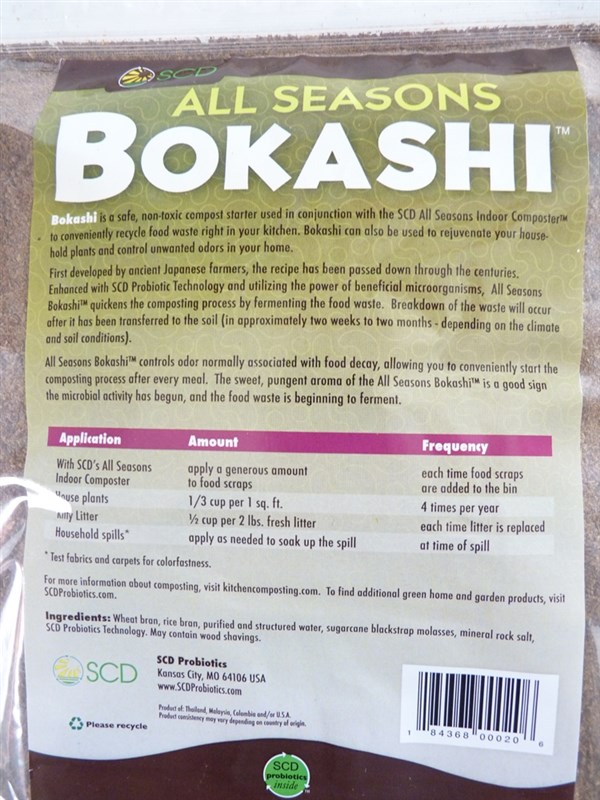 SCD
ALL SEASONS
BOKASHI™
Bokashi is a safe, non-toxic compost starter used in conjunction with the SCD All Seasons Indoor Composter™
to conveniently recycle food waste right in your kitchen. Bokashi can also be used to rejuvenate your house-
hold plants and control unwanted odors in your home.
First developed by ancient Japanese farmers, the recipe has been passed down through the centuries.
Enhanced with SCD Probiotic Technology and utilizing the power of beneficial microorganisms, All Seasons
Bokashi™ quickens the composting process by fermenting the food waste. Breakdown of the waste will occur
after it has been transferred to the soil (in approximately two weeks to two months - depending on the climate
and soil conditions).
All Seasons Bokashi™ controls odor normally associated with food decay, allowing you to conveniently start the
composting process after every meal. The sweet, pungent aroma of the All Seasons Bokashi™ is a good sign
the microbial activity has begun, and the food waste is beginning to ferment.
Application Amount Frequency
With SCD's All Seasons apply a generous amount each time food scraps
Indoor Composter to food scraps are added to the bin
House plants 1/3 cup per 1 sq. ft. 4 times per year
Kitty Litter ½ cup per 2 lbs. fresh litter each time litter is replaced
Household spills* apply as needed to soak up the spill at time of spill
* Test fabrics and carpets for colorfastness.
For more information about composting, visit kitchencomposting.com. To find additional green home and garden products, visit
SCDProbiotics.com.
Ingredients: Wheat bran, rice bran, purified and structured water, sugarcane blackstrap molasses, mineral rock salt,
SCD Probiotics Technology. May contain wood shavings.
SCD
SCD Probiotics
Kansas City, MO 64106 USA
www.SCDProbiotics.com
Product of: Thailand, Malaysia, Colombia and/or U.S.A.
Product consistency may vary depending on country of origin.
Please recycle
1 84368 00020 6
SCD
probiotics
inside